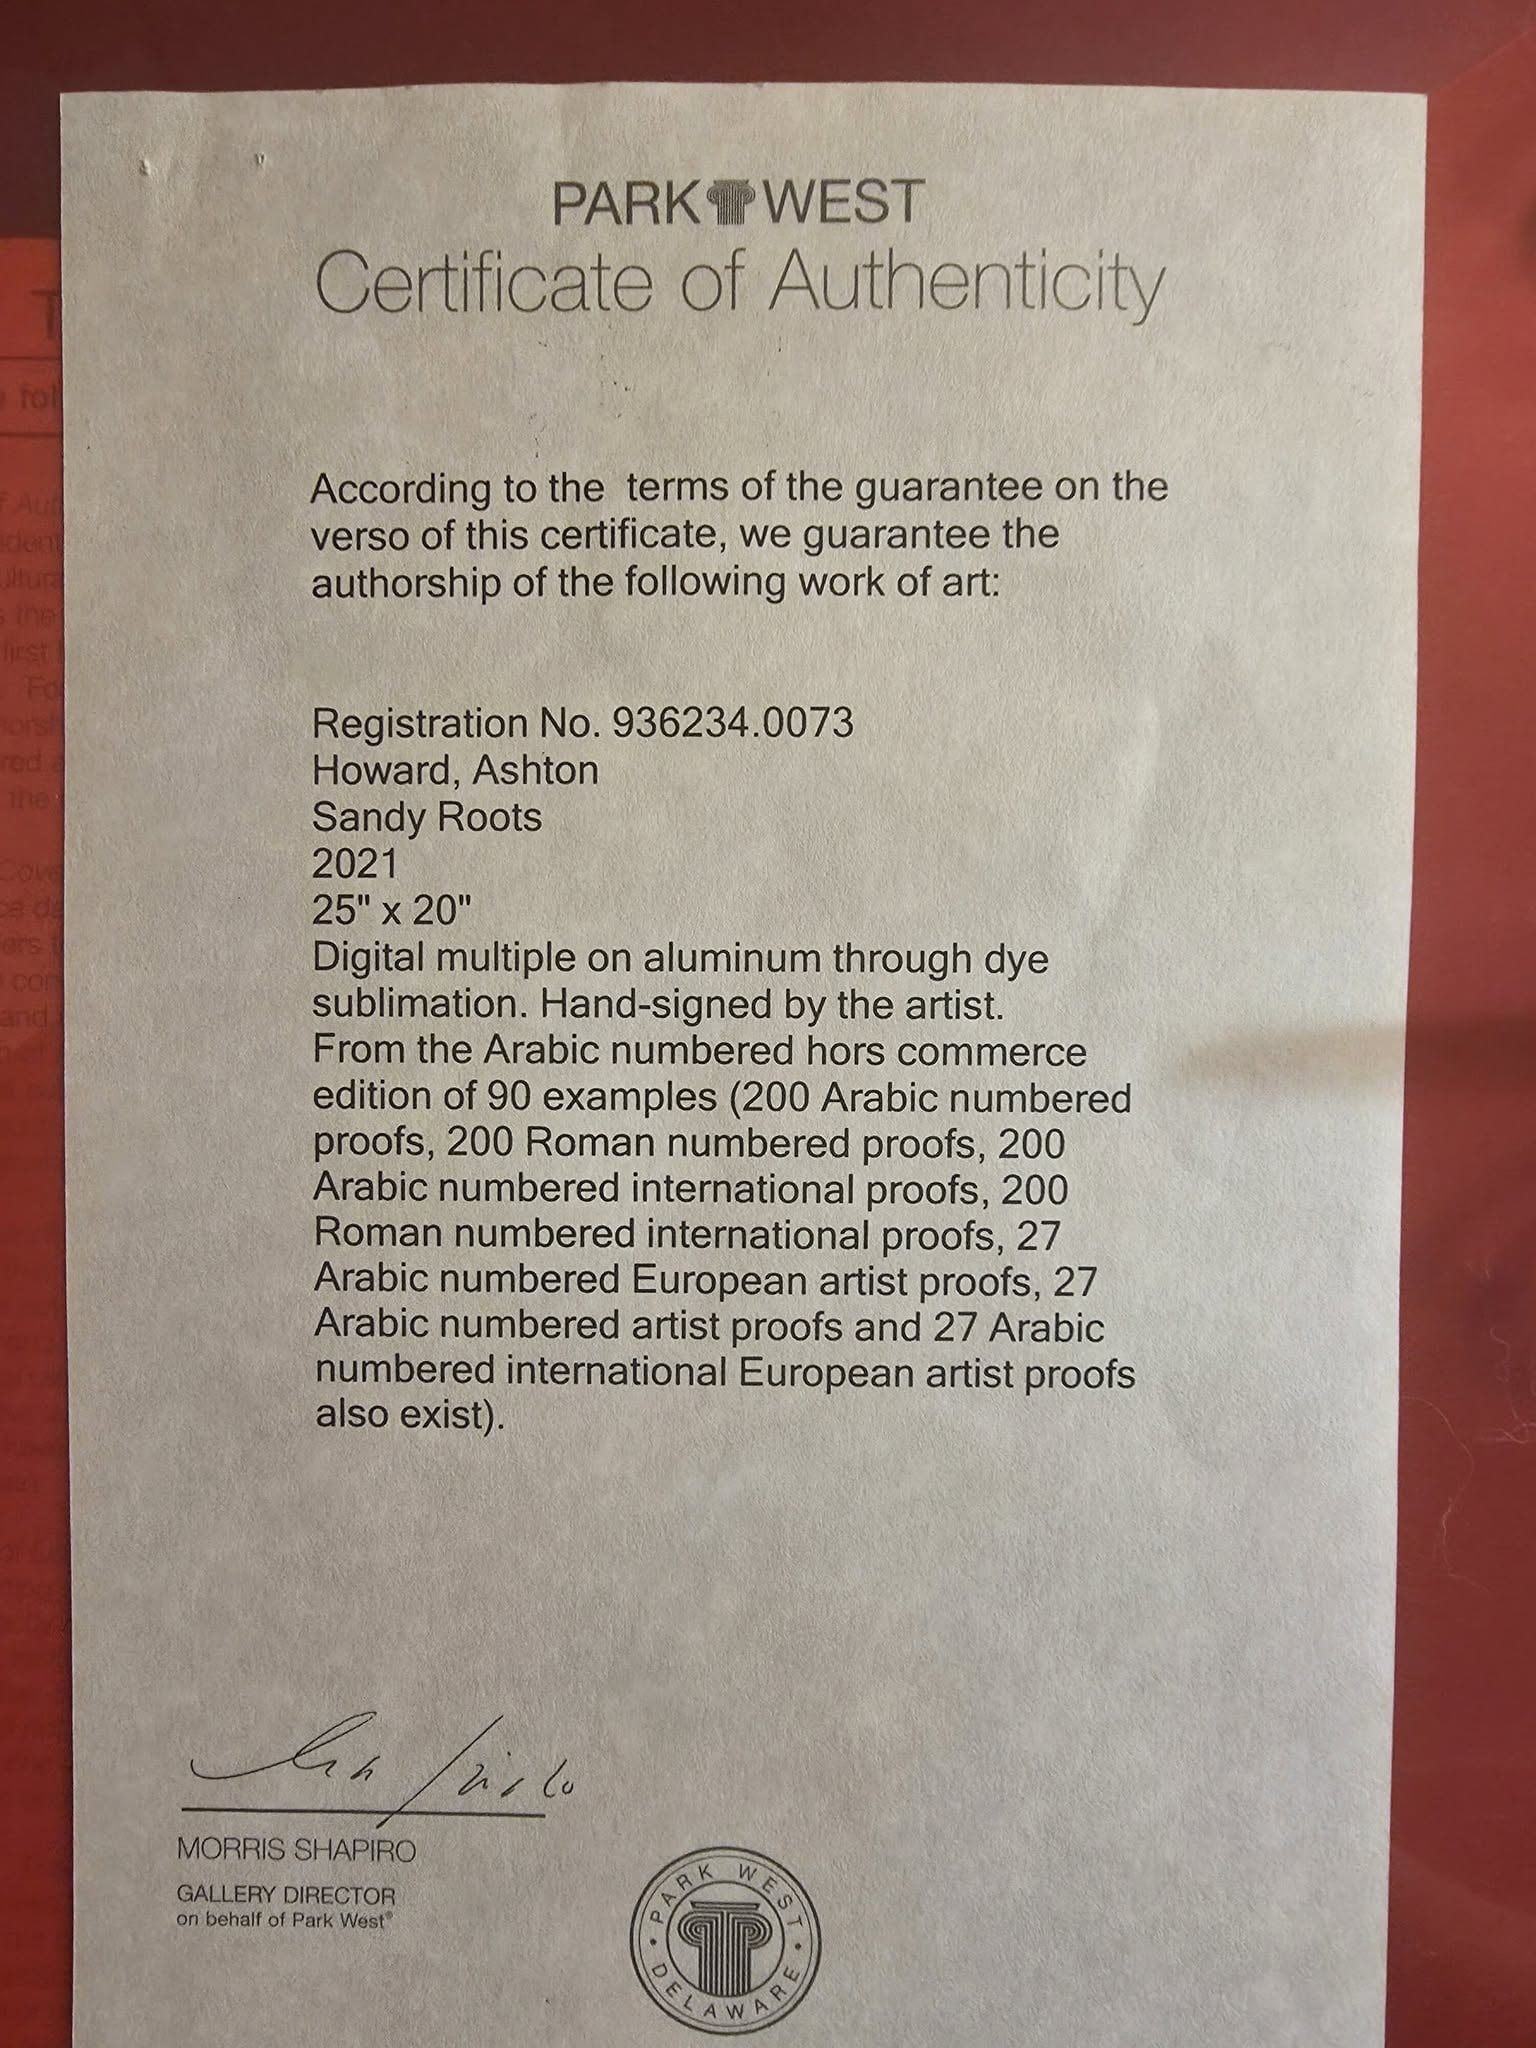 PARK WEST
Certificate of Authenticity
According to the terms of the guarantee on the
verso of this certificate, we guarantee the
authorship of the following work of art:
Registration No. 936234.0073
Howard, Ashton
Sandy Roots
2021
25" x 20"
Digital multiple on aluminum through dye
sublimation. Hand-signed by the artist.
From the Arabic numbered hors commerce
edition of 90 examples (200 Arabic numbered
proofs, 200 Roman numbered proofs, 200
Arabic numbered international proofs, 200
Roman numbered international proofs, 27
Arabic numbered European artist proofs, 27
Arabic numbered artist proofs and 27 Arabic
numbered international European artist proofs
also exist).
MORRIS SHAPIRO
GALLERY DIRECTOR
on behalf of Park West®
PARK WEST
• DELAWARE •